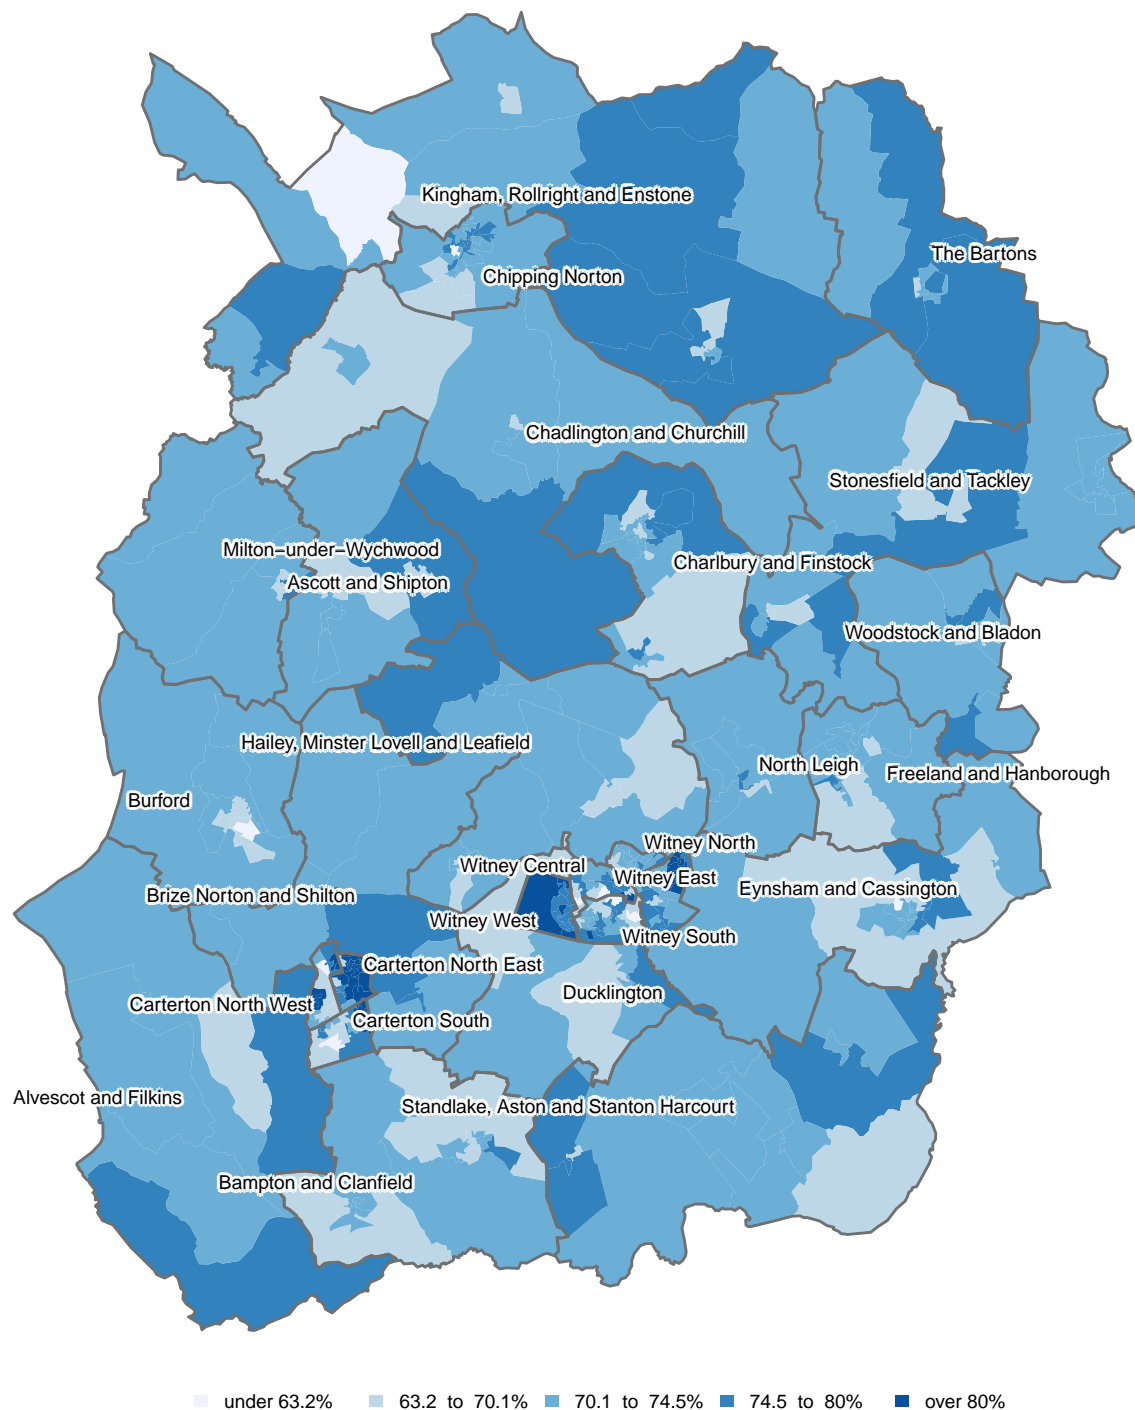 Kingham, Rollright and Enstone
The Bartons
Chipping Norton
Chadlington and Churchill
Stonesfield and Tackley
Milton−under−Wychwood
Charlbury and Finstock
Ascott and Shipton
Woodstock and Bladon
Hailey, Minster Lovell and Leafield
North Leigh
Freeland and Hanborough
Burford
Witney North
Witney Central
Witney East
Eynsham and Cassington
Brize Norton and Shilton
Witney West
Witney South
Carterton North East
Ducklington
Carterton North West
Carterton South
Alvescot and Filkins
Standlake, Aston and Stanton Harcourt
Bampton and Clanfield
under 63.2% 63.2 to 70.1% 70.1 to 74.5% 74.5 to 80% over 80%